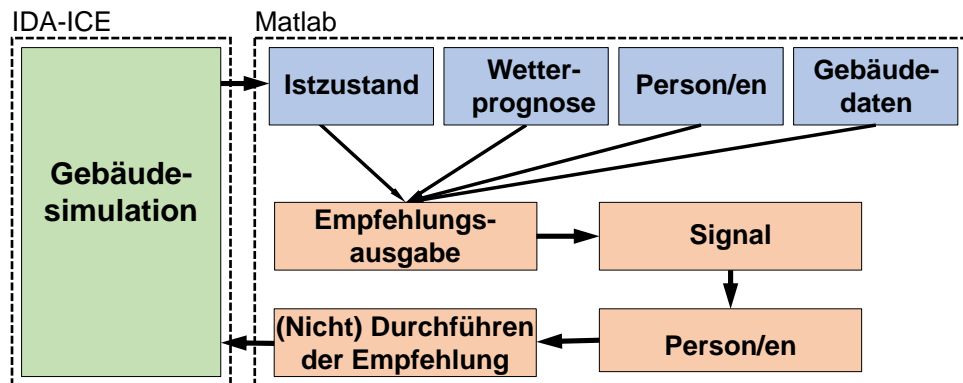 IDA-ICE
Matlab
Gebäude-
simulation
Istzustand
Wetter-
prognose
Person/en
Gebäude-
daten
Empfehlungs-
ausgabe
Signal
(Nicht) Durchführen
der Empfehlung
Person/en